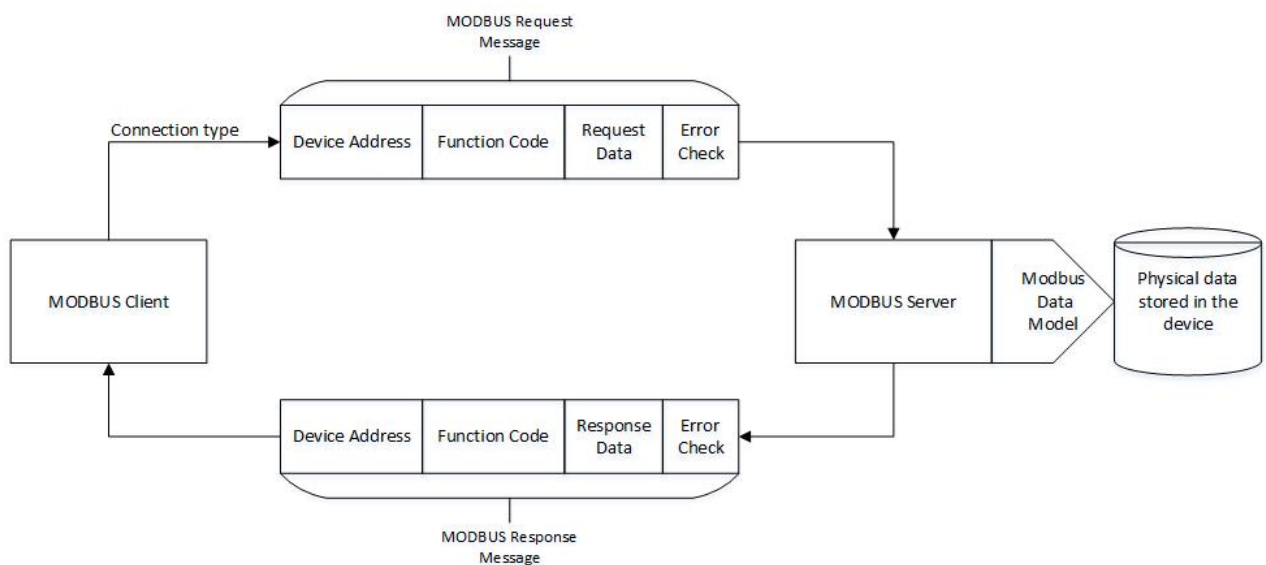 MODBUS Request
Message
Connection type
Device Address
Function Code
Request
Data
Error
Check
MODBUS Client
MODBUS Server
Modbus
Data
Model
Physical data
stored in the
device
Device Address
Function Code
Response
Data
Error
Check
MODBUS Response
Message